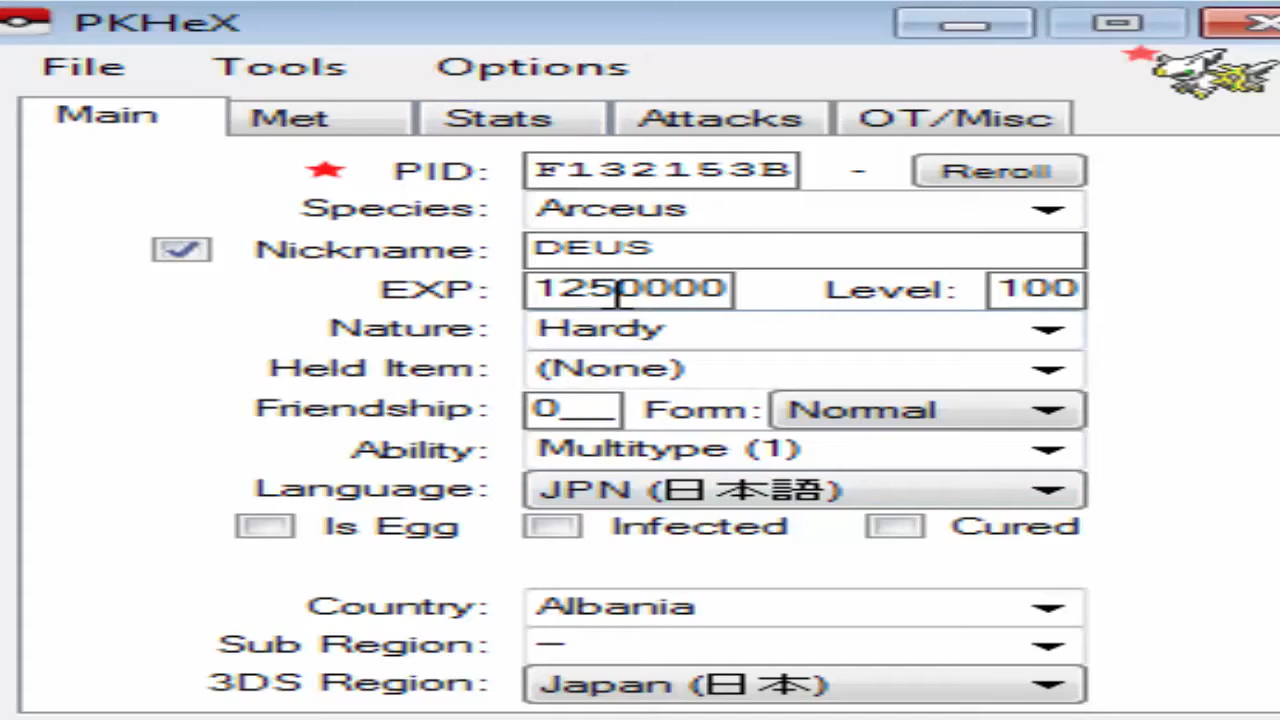 PKHeX
File Tools Options
Main Met Stats Attacks OT/Misc
PID: F132153B - Reroll
Species: Arceus
Nickname: DEUS
EXP: 1250000 Level: 100
Nature: Hardy
Held Item: (None)
Friendship: 0__ Form: Normal
Ability: Multitype (1)
Language: JPN (日本語)
Is Egg Infected Cured
Country: Albania
Sub Region: —
3DS Region: Japan (日本)